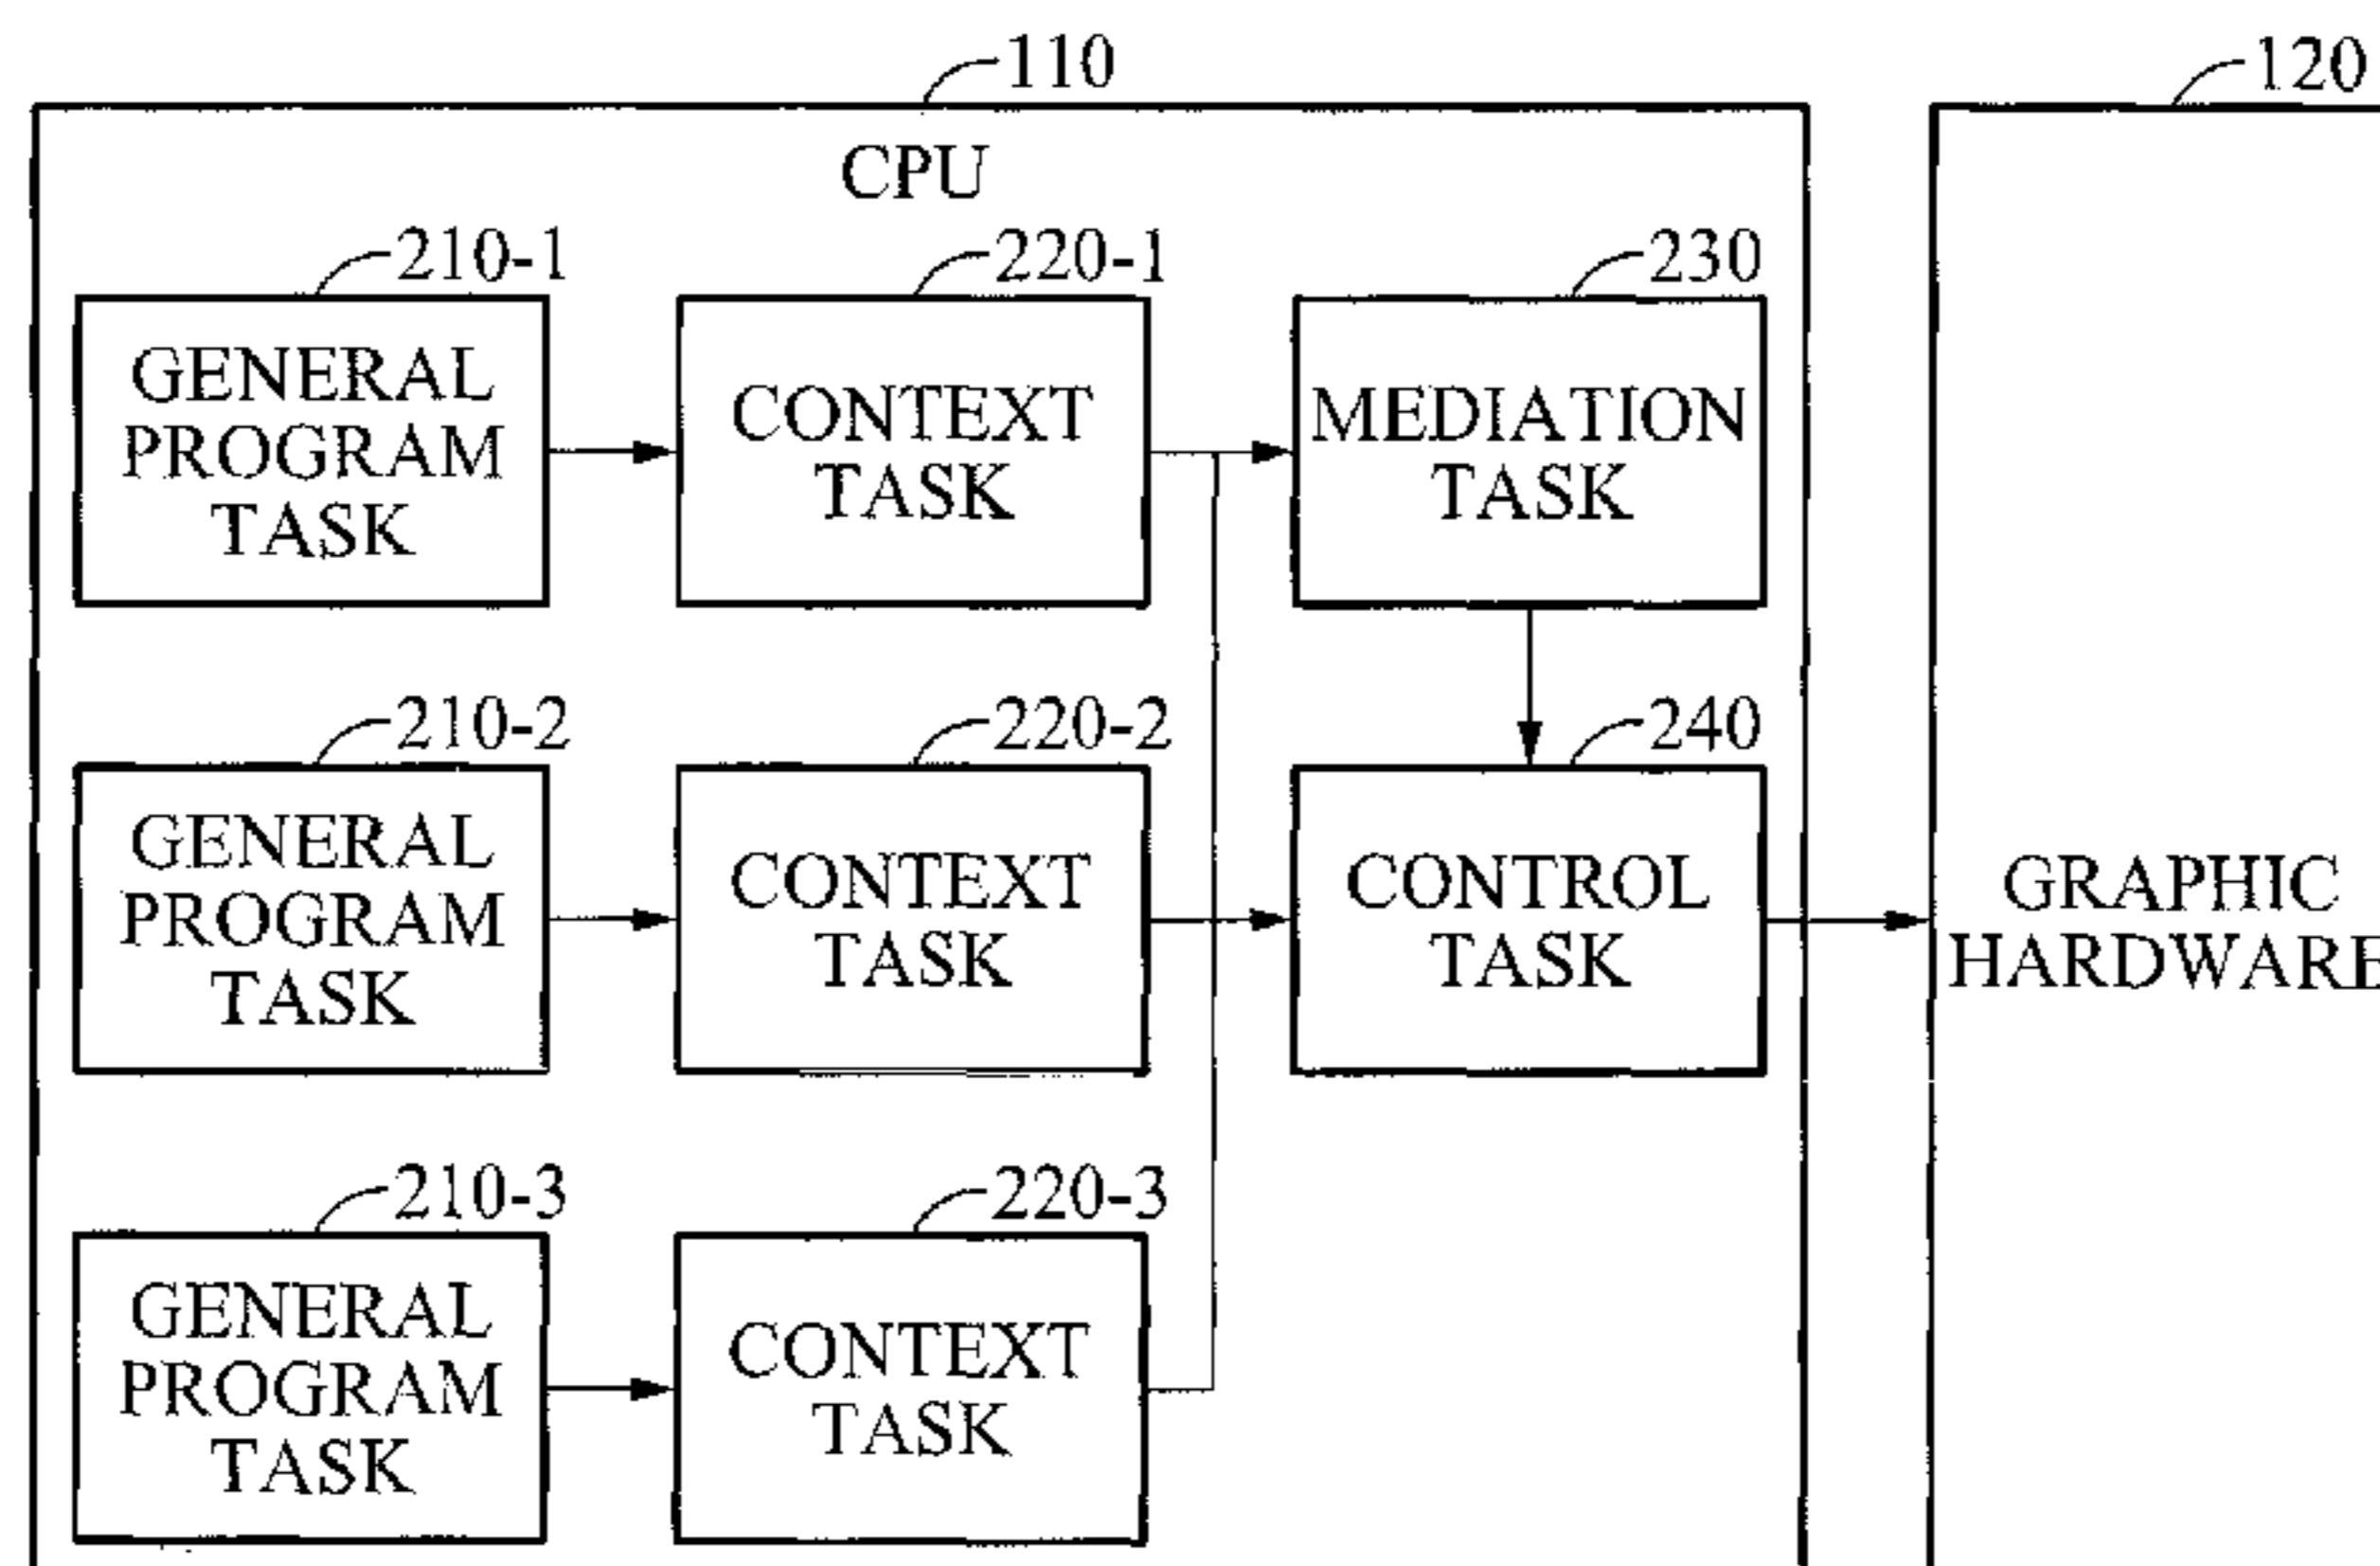 110
120
CPU
210-1
220-1
230
GENERAL
PROGRAM
TASK
CONTEXT
TASK
MEDIATION
TASK
210-2
220-2
240
GENERAL
PROGRAM
TASK
CONTEXT
TASK
CONTROL
TASK
GRAPHIC
HARDWARE
210-3
220-3
GENERAL
PROGRAM
TASK
CONTEXT
TASK